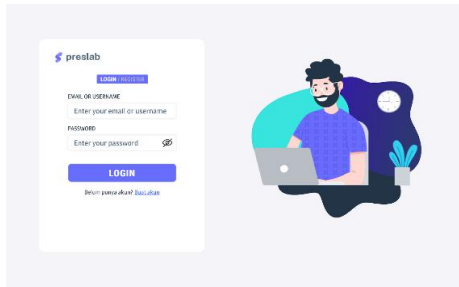 preslab
LOGIN / REGISTER
EMAIL OR USERNAME
Enter your email or username
PASSWORD
Enter your password
LOGIN
Belum punya akun? Buat akun